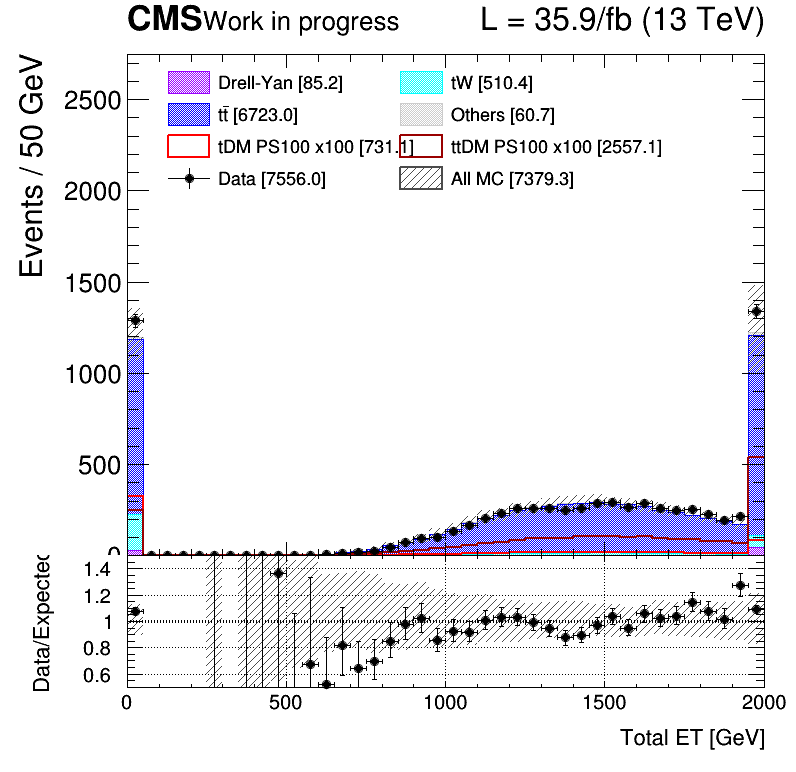 CMS Work in progress L = 35.9/fb (13 TeV)
Events / 50 GeV
Drell-Yan [85.2] tW [510.4]
tt̄ [6723.0] Others [60.7]
tDM PS100 x100 [731.1] ttDM PS100 x100 [2557.1]
Data [7556.0] All MC [7379.3]
2500
2000
1500
1000
500
0
Data/Expected
1.4
1.2
1
0.8
0.6
0 500 1000 1500 2000
Total ET [GeV]